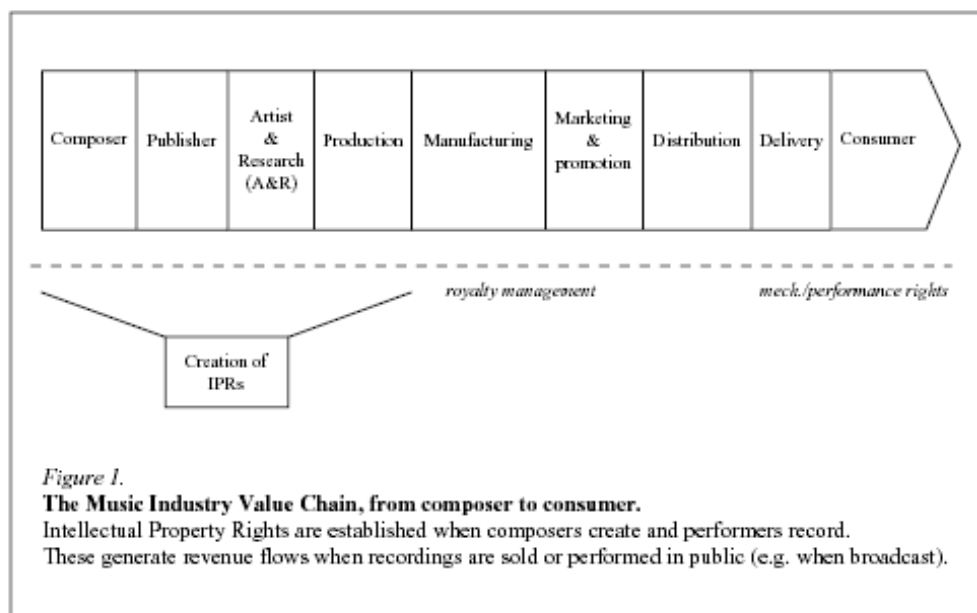 Composer
Publisher
Artist
&
Research
(A&R)
Production
Manufacturing
Marketing
&
promotion
Distribution
Delivery
Consumer
royalty management
mech./performance rights
Creation of
IPRs
Figure 1.
The Music Industry Value Chain, from composer to consumer.
Intellectual Property Rights are established when composers create and performers record.
These generate revenue flows when recordings are sold or performed in public (e.g. when broadcast).